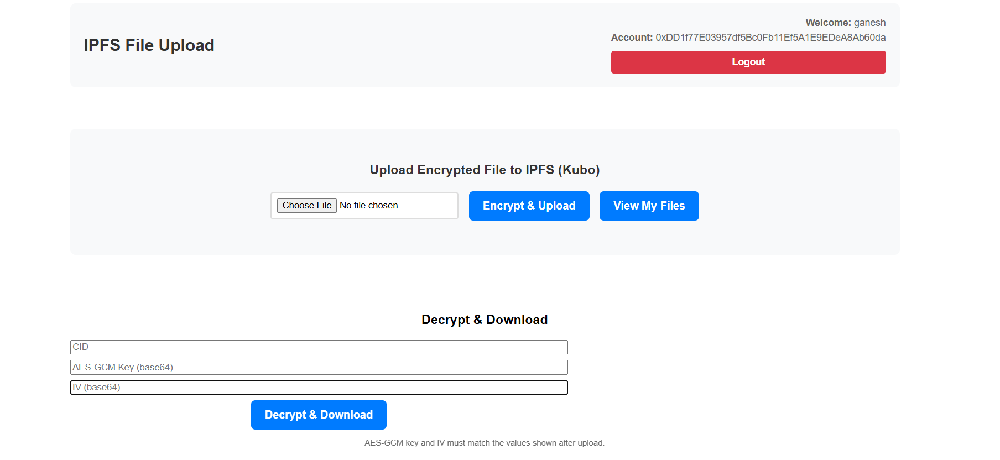 IPFS File Upload
Welcome: ganesh
Account: 0xDD1f77E03957df5Bc0Fb11Ef5A1E9EDeA8Ab60da
Logout
Upload Encrypted File to IPFS (Kubo)
Choose File No file chosen
Encrypt & Upload
View My Files
Decrypt & Download
CID
AES-GCM Key (base64)
IV (base64)
Decrypt & Download
AES-GCM key and IV must match the values shown after upload.